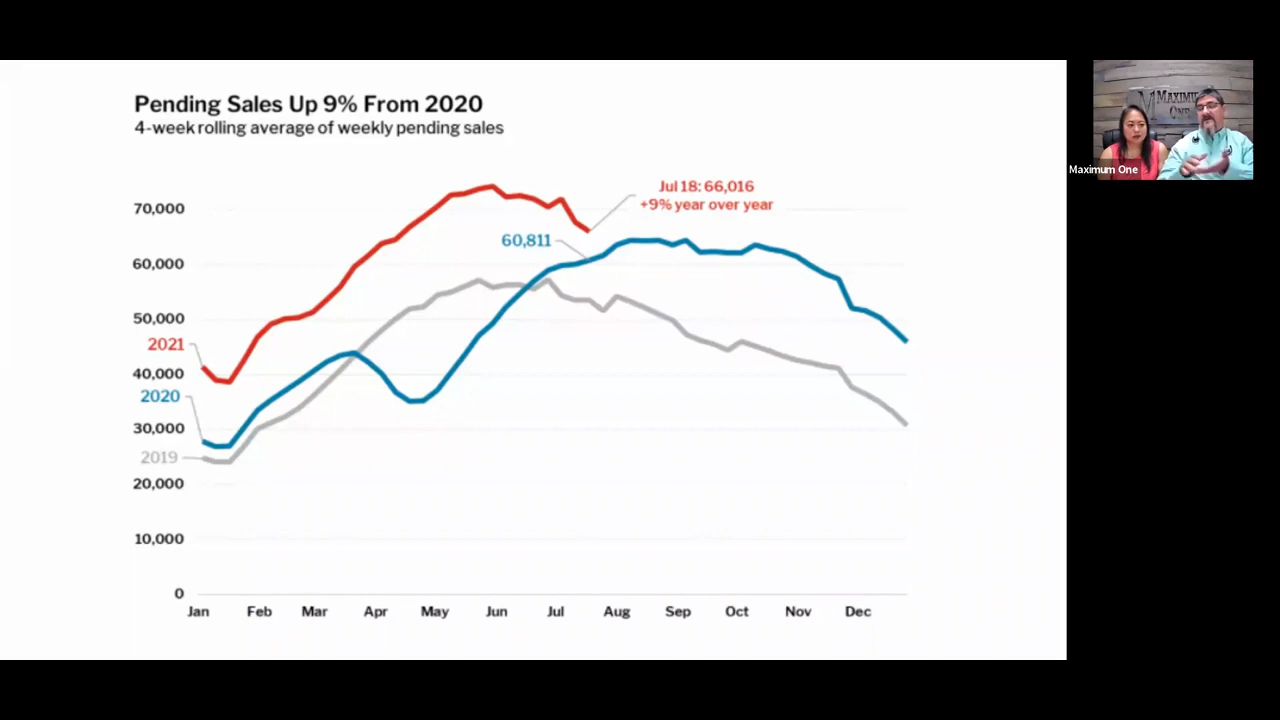 Pending Sales Up 9% From 2020
4-week rolling average of weekly pending sales
70,000
60,000
50,000
40,000
30,000
20,000
10,000
0
2021
2020
2019
60,811
Jul 18: 66,016
+9% year over year
Jan Feb Mar Apr May Jun Jul Aug Sep Oct Nov Dec
Maximum One